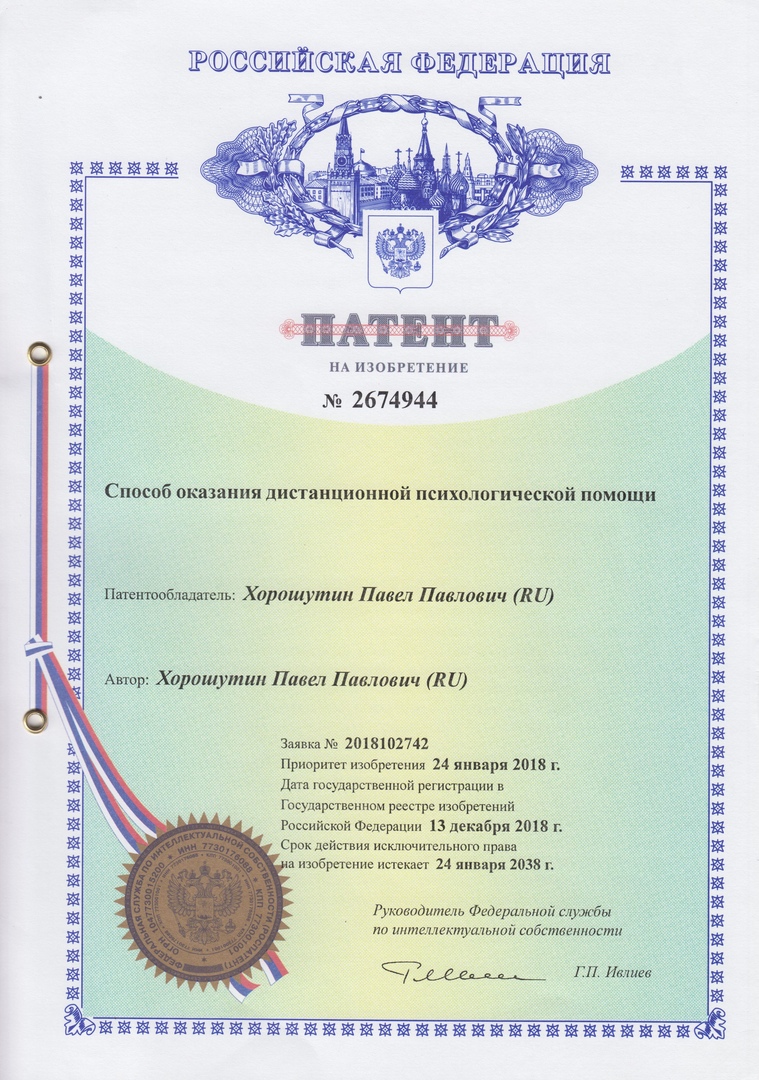 РОССИЙСКАЯ ФЕДЕРАЦИЯ
ПАТЕНТ
НА ИЗОБРЕТЕНИЕ
№ 2674944
Способ оказания дистанционной психологической помощи
Патентообладатель: Хорошутин Павел Павлович (RU)
Автор: Хорошутин Павел Павлович (RU)
Заявка № 2018102742
Приоритет изобретения 24 января 2018 г.
Дата государственной регистрации в
Государственном реестре изобретений
Российской Федерации 13 декабря 2018 г.
Срок действия исключительного права
на изобретение истекает 24 января 2038 г.
Руководитель Федеральной службы
по интеллектуальной собственности
Г.П. Ивлиев
ФЕДЕРАЛЬНАЯ СЛУЖБА ПО ИНТЕЛЛЕКТУАЛЬНОЙ СОБСТВЕННОСТИ (РОСПАТЕНТ)
ОГРН 1047730015200 ИНН 7730176088 КПП 773001001